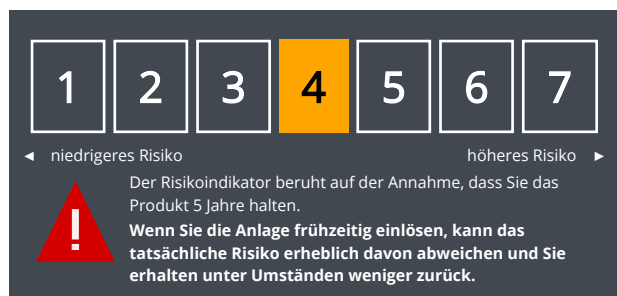 1 2 3 4 5 6 7
◄ niedrigeres Risiko höheres Risiko ►
Der Risikoindikator beruht auf der Annahme, dass Sie das
Produkt 5 Jahre halten.
!
Wenn Sie die Anlage frühzeitig einlösen, kann das
tatsächliche Risiko erheblich davon abweichen und Sie
erhalten unter Umständen weniger zurück.